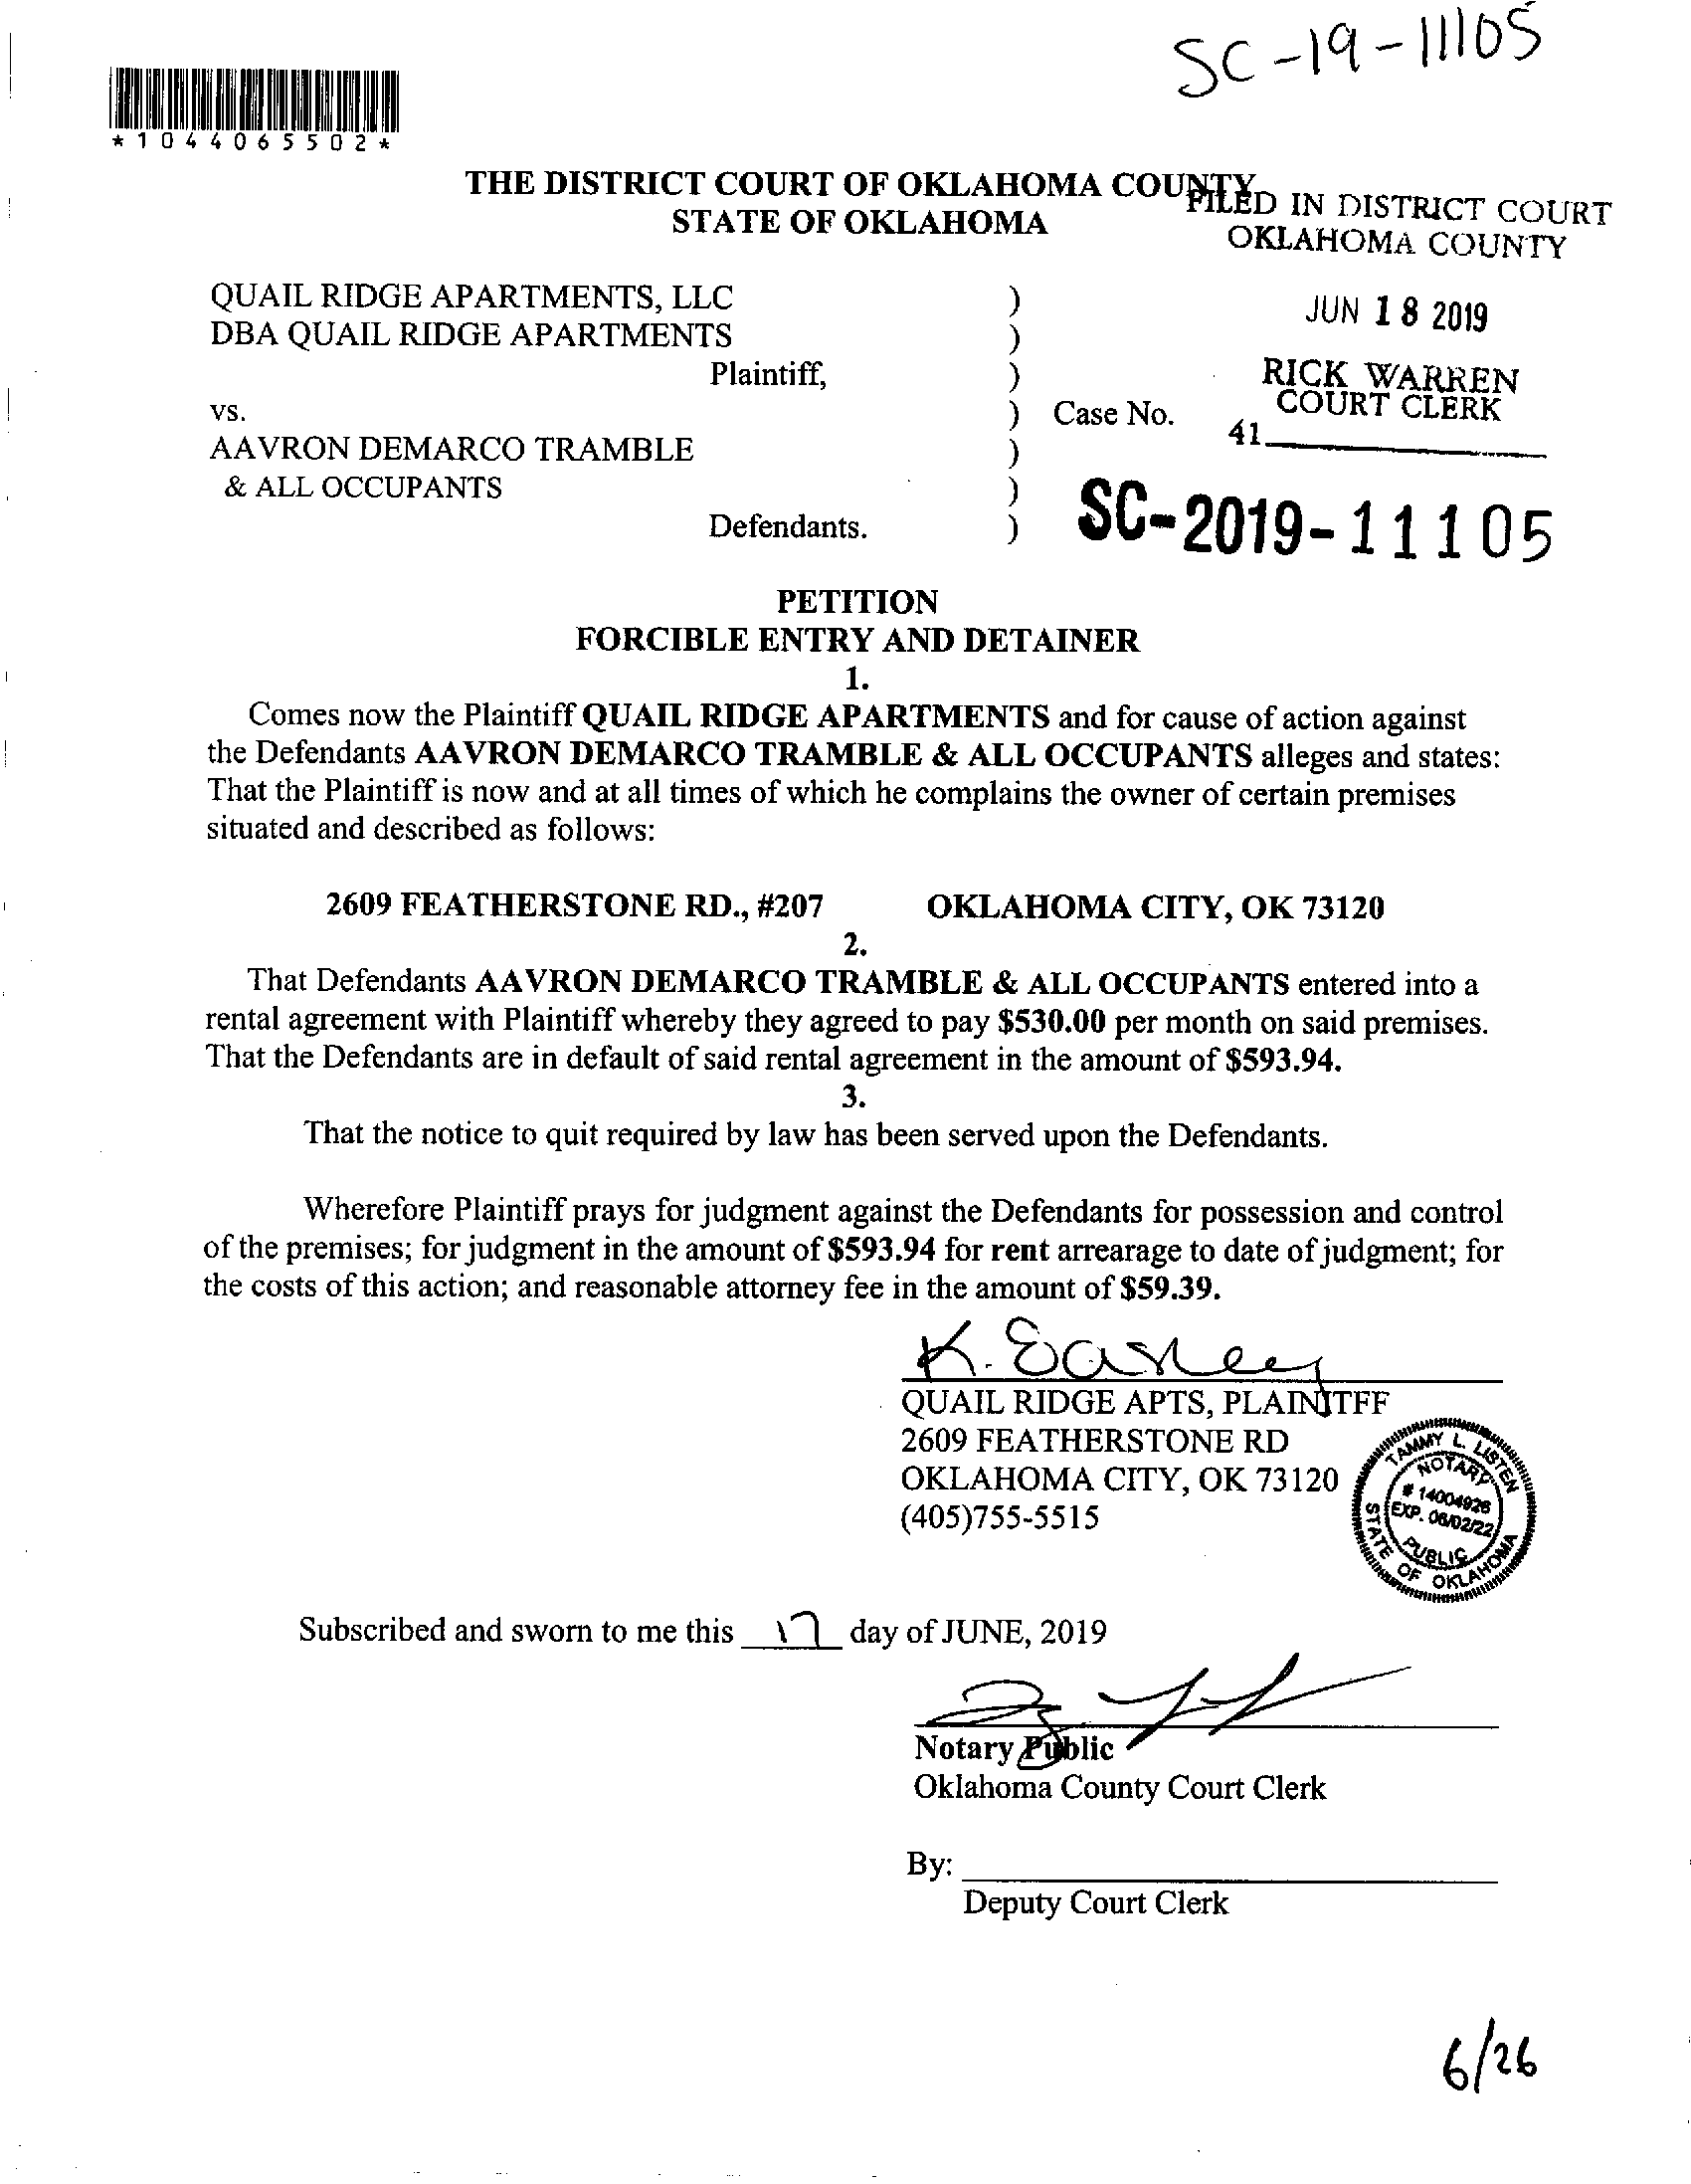 SC-19-11105
*1044065502*
THE DISTRICT COURT OF OKLAHOMA COUNTY
STATE OF OKLAHOMA
FILED IN DISTRICT COURT
OKLAHOMA COUNTY
JUN 18 2019
RICK WARREN
COURT CLERK
41
QUAIL RIDGE APARTMENTS, LLC )
DBA QUAIL RIDGE APARTMENTS )
Plaintiff, )
vs. ) Case No.
AAVRON DEMARCO TRAMBLE )
& ALL OCCUPANTS )
Defendants. )
SC-2019-11105
PETITION
FORCIBLE ENTRY AND DETAINER
1.
Comes now the Plaintiff QUAIL RIDGE APARTMENTS and for cause of action against
the Defendants AAVRON DEMARCO TRAMBLE & ALL OCCUPANTS alleges and states:
That the Plaintiff is now and at all times of which he complains the owner of certain premises
situated and described as follows:
2609 FEATHERSTONE RD., #207 OKLAHOMA CITY, OK 73120
2.
That Defendants AAVRON DEMARCO TRAMBLE & ALL OCCUPANTS entered into a
rental agreement with Plaintiff whereby they agreed to pay $530.00 per month on said premises.
That the Defendants are in default of said rental agreement in the amount of $593.94.
3.
That the notice to quit required by law has been served upon the Defendants.
Wherefore Plaintiff prays for judgment against the Defendants for possession and control
of the premises; for judgment in the amount of $593.94 for rent arrearage to date of judgment; for
the costs of this action; and reasonable attorney fee in the amount of $59.39.
K. Easley
QUAIL RIDGE APTS, PLAINITFF
2609 FEATHERSTONE RD
OKLAHOMA CITY, OK 73120
(405)755-5515
TAMMY L. LISTEN
NOTARY
# 14004926
EXP. 06/02/22
PUBLIC
STATE OF OKLAHOMA
Subscribed and sworn to me this 17 day of JUNE, 2019
Notary Public
Oklahoma County Court Clerk
By:
Deputy Court Clerk
6/26